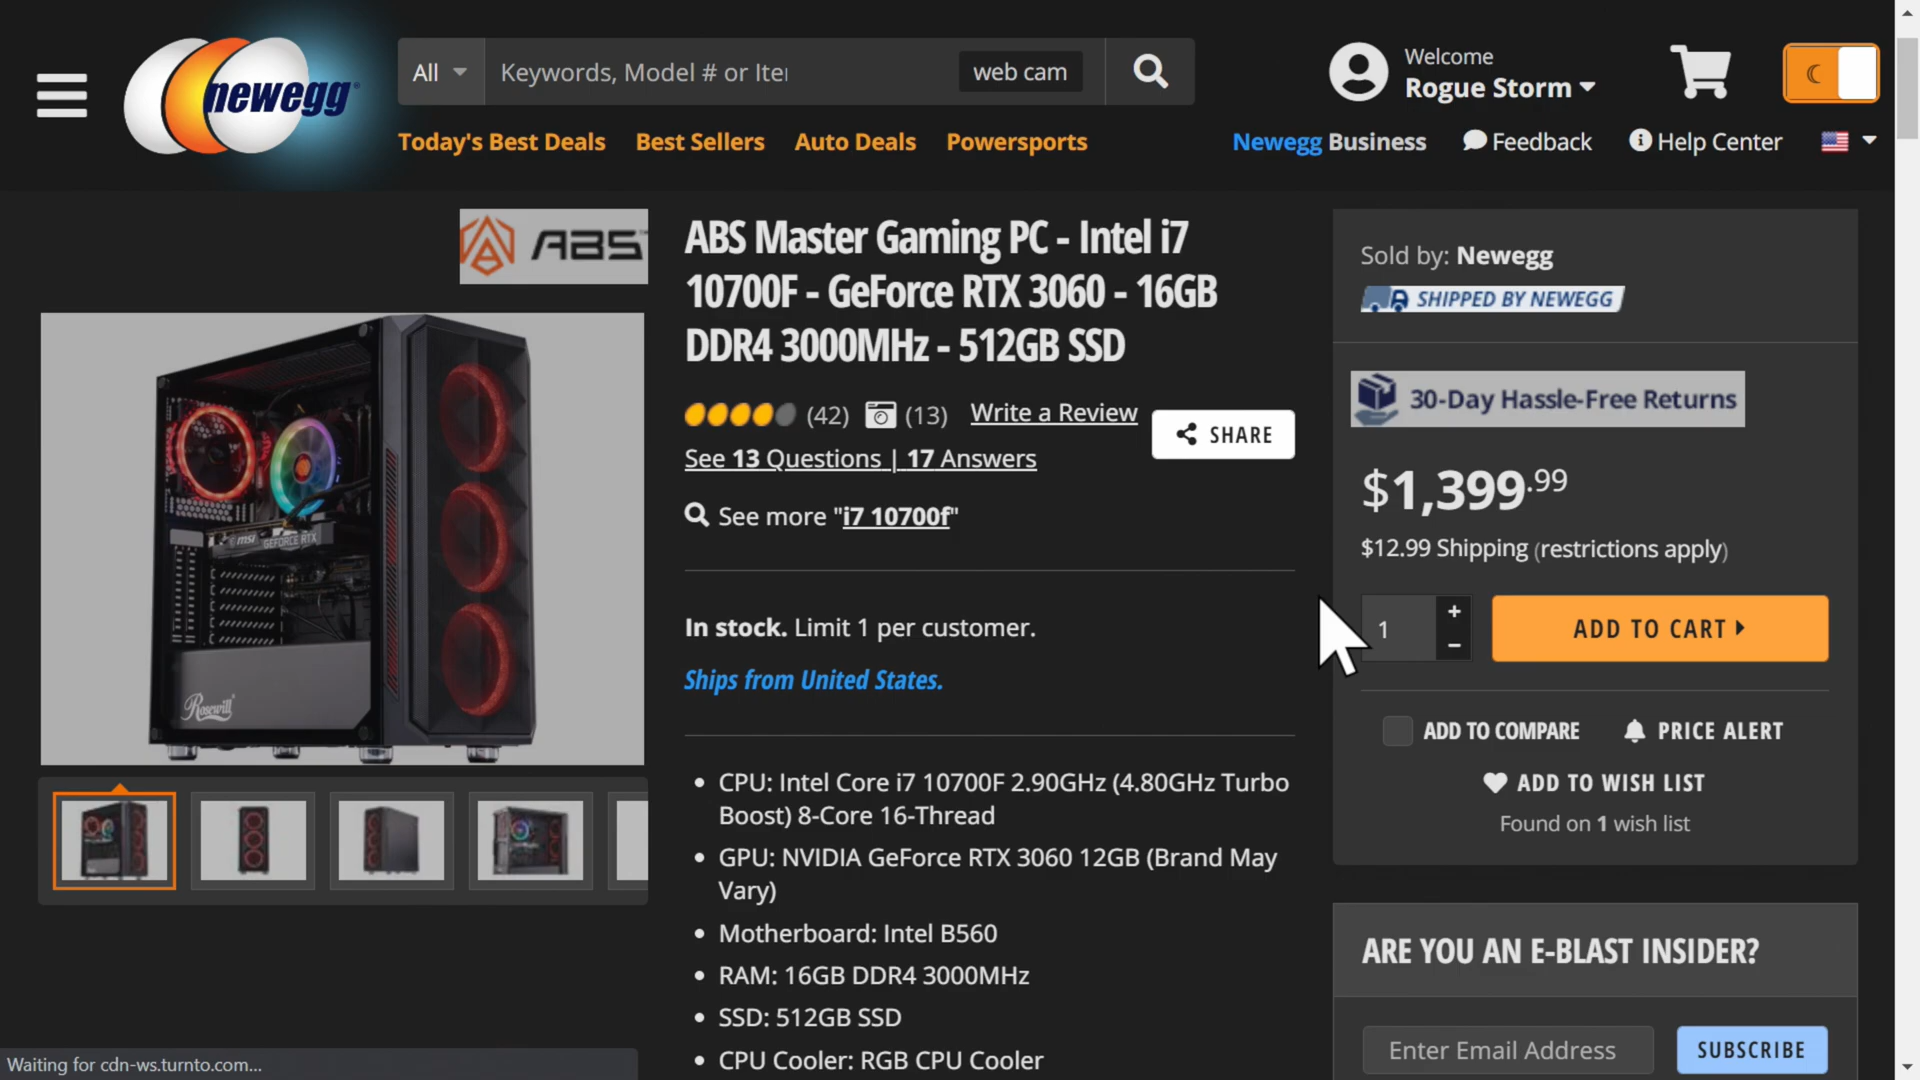 newegg
All
Keywords, Model # or Iter
web cam
Welcome
Rogue Storm
Today's Best Deals
Best Sellers
Auto Deals
Powersports
Newegg Business
Feedback
Help Center
ABS
ABS Master Gaming PC - Intel i7
10700F - GeForce RTX 3060 - 16GB
DDR4 3000MHz - 512GB SSD
(42)
(13)
Write a Review
SHARE
See 13 Questions | 17 Answers
See more "i7 10700f"
In stock. Limit 1 per customer.
Ships from United States.
CPU: Intel Core i7 10700F 2.90GHz (4.80GHz Turbo
Boost) 8-Core 16-Thread
GPU: NVIDIA GeForce RTX 3060 12GB (Brand May
Vary)
Motherboard: Intel B560
RAM: 16GB DDR4 3000MHz
SSD: 512GB SSD
CPU Cooler: RGB CPU Cooler
msi
GEFORCE RTX
Rosewill
Sold by: Newegg
SHIPPED BY NEWEGG
30-Day Hassle-Free Returns
$1,399.99
$12.99 Shipping (restrictions apply)
1
+
−
ADD TO CART
ADD TO COMPARE
PRICE ALERT
ADD TO WISH LIST
Found on 1 wish list
ARE YOU AN E-BLAST INSIDER?
Enter Email Address
SUBSCRIBE
Waiting for cdn-ws.turnto.com...